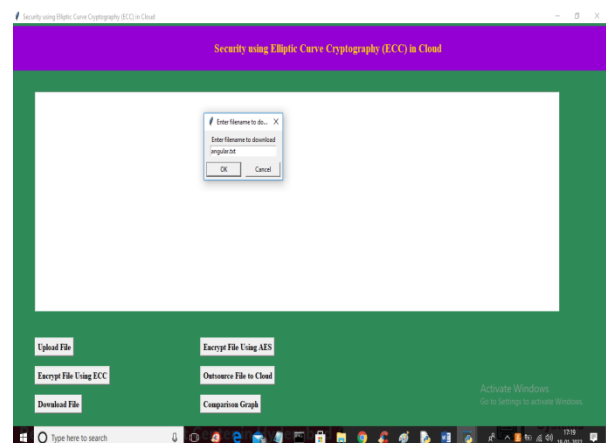 Security using Elliptic Curve Cryptography (ECC) in Cloud
Security using Elliptic Curve Cryptography (ECC) in Cloud
Enter filename to do...
Enter filename to download
angular.txt
OK
Cancel
Upload File
Encrypt File Using AES
Encrypt File Using ECC
Outsource File to Cloud
Download File
Comparison Graph
Activate Windows
Go to Settings to activate Windows.
Type here to search
17:19